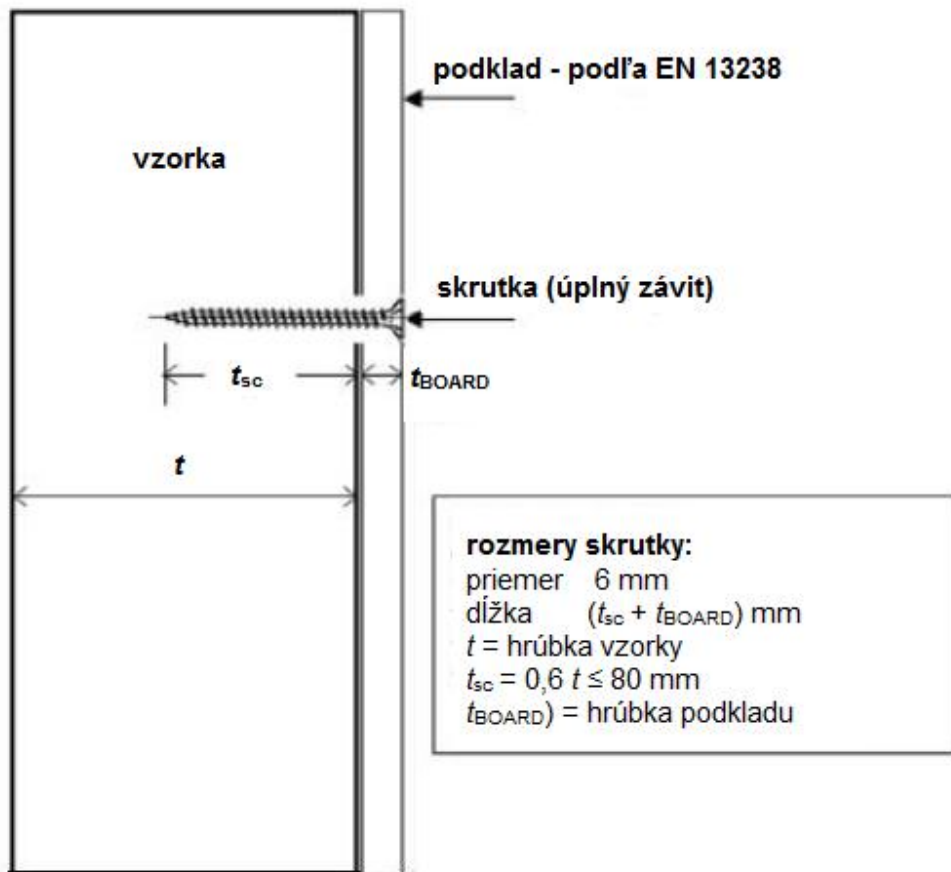 podklad - podľa EN 13238
vzorka
skrutka (úplný závit)
tsc
tBOARD
t
rozmery skrutky:
priemer 6 mm
dĺžka (tsc + tBOARD) mm
t = hrúbka vzorky
tsc = 0,6 t ≤ 80 mm
tBOARD) = hrúbka podkladu